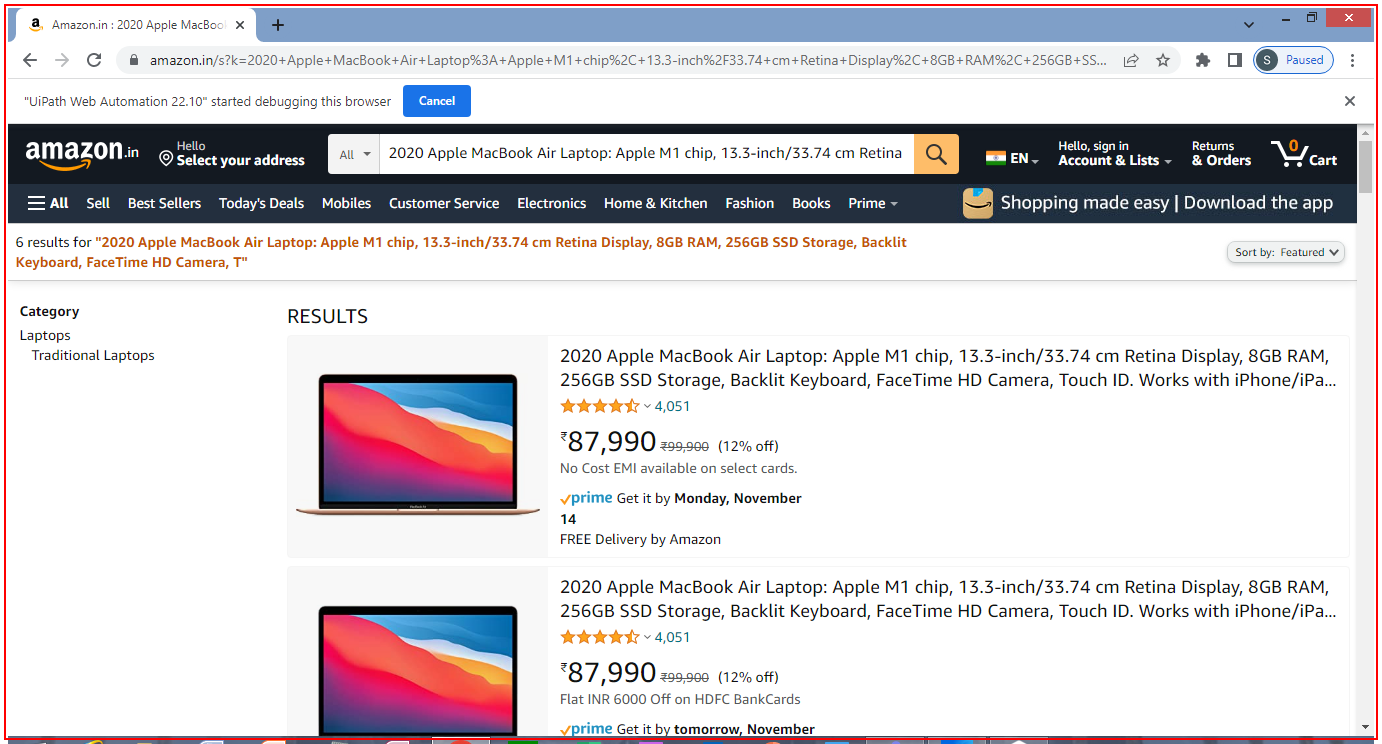 Amazon.in : 2020 Apple MacBook
amazon.in/s?k=2020+Apple+MacBook+Air+Laptop%3A+Apple+M1+chip%2C+13.3-inch%2F33.74+cm+Retina+Display%2C+8GB+RAM%2C+256GB+SS...
S Paused
"UiPath Web Automation 22.10" started debugging this browser Cancel
amazon.in
Hello
Select your address
All
2020 Apple MacBook Air Laptop: Apple M1 chip, 13.3-inch/33.74 cm Retina
EN
Hello, sign in
Account & Lists
Returns
& Orders
0
Cart
All Sell Best Sellers Today's Deals Mobiles Customer Service Electronics Home & Kitchen Fashion Books Prime
Shopping made easy | Download the app
6 results for "2020 Apple MacBook Air Laptop: Apple M1 chip, 13.3-inch/33.74 cm Retina Display, 8GB RAM, 256GB SSD Storage, Backlit
Keyboard, FaceTime HD Camera, T"
Sort by: Featured
Category
Laptops
Traditional Laptops
RESULTS
2020 Apple MacBook Air Laptop: Apple M1 chip, 13.3-inch/33.74 cm Retina Display, 8GB RAM,
256GB SSD Storage, Backlit Keyboard, FaceTime HD Camera, Touch ID. Works with iPhone/iPa...
4,051
₹87,990 ₹99,900 (12% off)
No Cost EMI available on select cards.
prime Get it by Monday, November
14
FREE Delivery by Amazon
2020 Apple MacBook Air Laptop: Apple M1 chip, 13.3-inch/33.74 cm Retina Display, 8GB RAM,
256GB SSD Storage, Backlit Keyboard, FaceTime HD Camera, Touch ID. Works with iPhone/iPa...
4,051
₹87,990 ₹99,900 (12% off)
Flat INR 6000 Off on HDFC BankCards
prime Get it by tomorrow, November